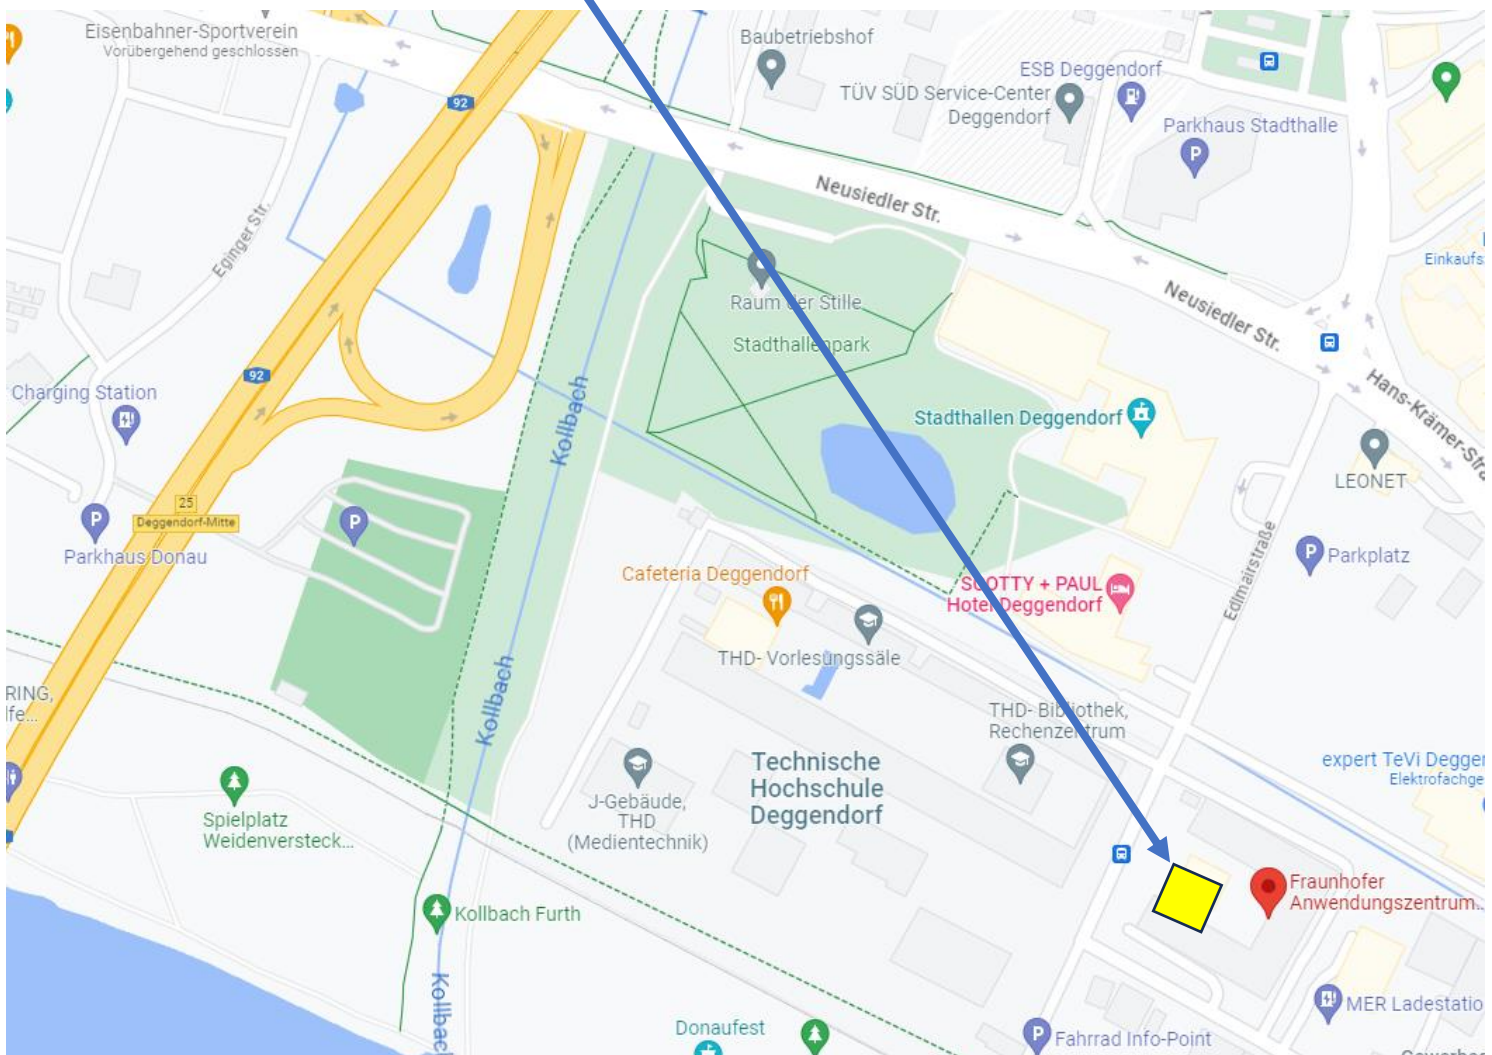 Eisenbahner-Sportverein
Vorübergehend geschlossen
Baubetriebshof
ESB Deggendorf
TÜV SÜD Service-Center
Deggendorf
Parkhaus Stadthalle
P
92
Neusiedler Str.
Eginger Str.
Einkaufs
Raum der Stille
Neusiedler Str.
Stadthallenpark
92
Charging Station
Kollbach
Hans-Krämer-Stra
Stadthallen Deggendorf
LEONET
25
Deggendorf-Mitte
P
P
Parkhaus Donau
P
Parkplatz
Edlmairstraße
Cafeteria Deggendorf
SCOTTY + PAUL
Hotel Deggendorf
THD- Vorlesungssäle
Kollbach
RING,
lfe...
THD- Bibliothek,
Rechenzentrum
Technische
Hochschule
Deggendorf
expert TeVi Degger
Elektrofachge
J-Gebäude,
THD
(Medientechnik)
Spielplatz
Weidenversteck...
Fraunhofer
Anwendungszentrum...
Kollbach Furth
Kollbac
MER Ladestatio
Donaufest
P
Fahrrad Info-Point